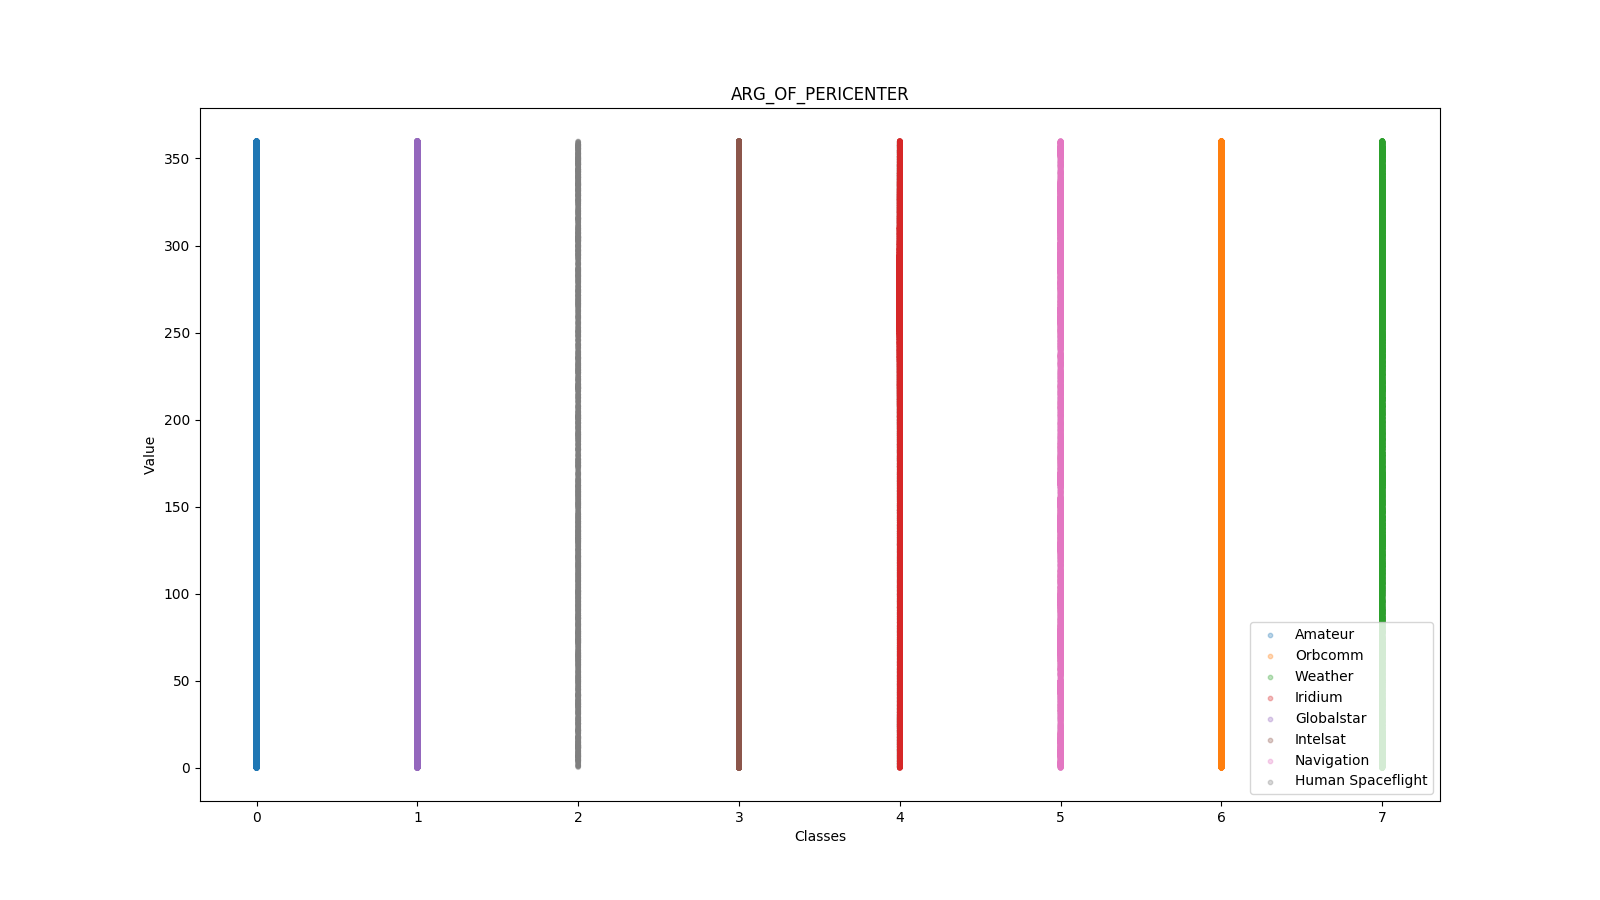 ARG_OF_PERICENTER
350
300
250
200
150
100
50
0
Value
0 1 2 3 4 5 6 7
Classes
Amateur
Orbcomm
Weather
Iridium
Globalstar
Intelsat
Navigation
Human Spaceflight